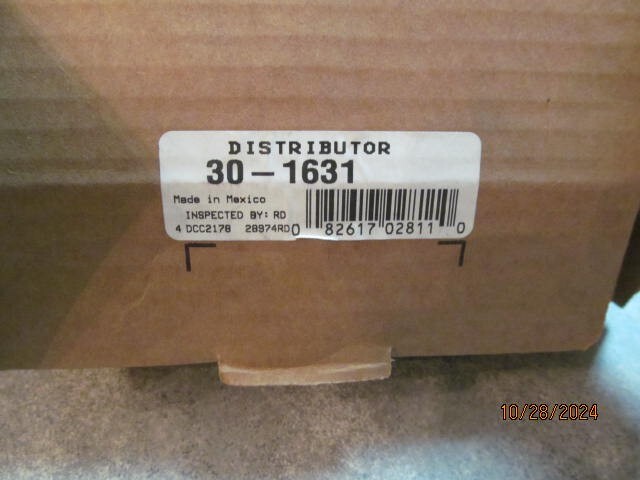 DISTRIBUTOR
30-1631
Made in Mexico
INSPECTED BY: RD
4 DCC2178 28974RD
0 82617 02811 0
10/28/2024